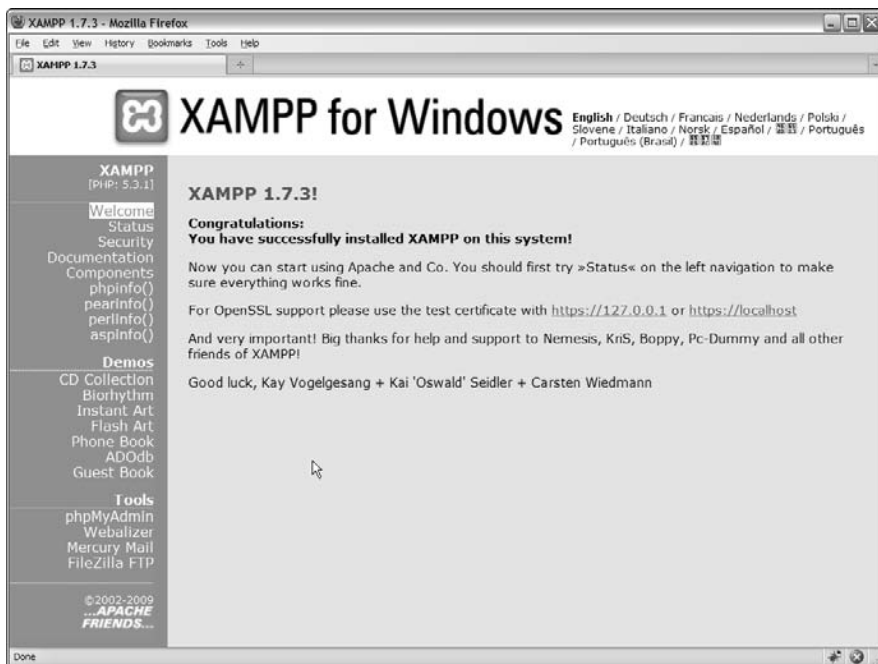 XAMPP 1.7.3 - Mozilla Firefox
File Edit View History Bookmarks Tools Help
XAMPP 1.7.3
XAMPP for Windows
English / Deutsch / Francais / Nederlands / Polski /
Slovene / Italiano / Norsk / Español / / Português
/ Português (Brasil) /
XAMPP
[PHP: 5.3.1]
Welcome
Status
Security
Documentation
Components
phpinfo()
pearinfo()
perlinfo()
aspinfo()
Demos
CD Collection
Biorhythm
Instant Art
Flash Art
Phone Book
ADOdb
Guest Book
Tools
phpMyAdmin
Webalizer
Mercury Mail
FileZilla FTP
©2002-2009
...APACHE
FRIENDS...
XAMPP 1.7.3!
Congratulations:
You have successfully installed XAMPP on this system!
Now you can start using Apache and Co. You should first try »Status« on the left navigation to make
sure everything works fine.
For OpenSSL support please use the test certificate with https://127.0.0.1 or https://localhost
And very important! Big thanks for help and support to Nemesis, KriS, Boppy, Pc-Dummy and all other
friends of XAMPP!
Good luck, Kay Vogelgesang + Kai 'Oswald' Seidler + Carsten Wiedmann
Done